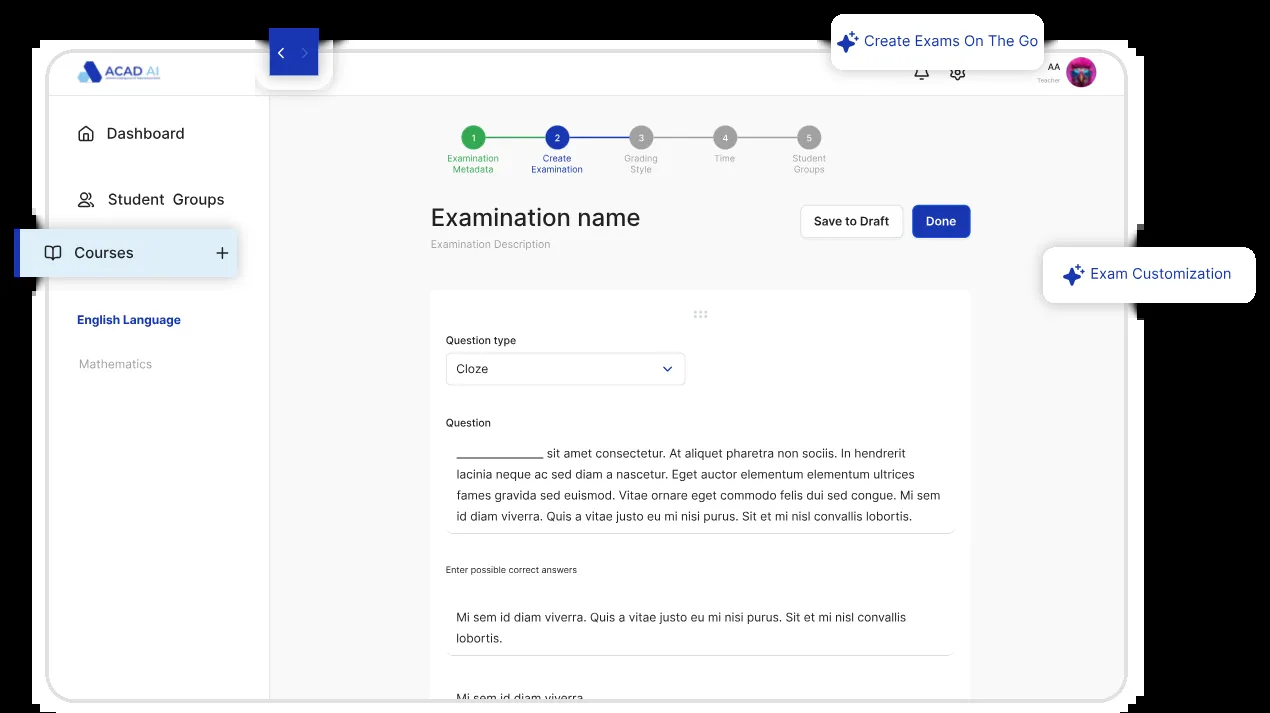 Create Exams On The Go
ACAD AI
AA
Teacher
Dashboard
Student Groups
Courses
English Language
Mathematics
1
2
3
4
5
Examination
Metadata
Create
Examination
Grading
Style
Time
Student
Groups
Examination name
Examination Description
Save to Draft
Done
Exam Customization
Question type
Cloze
Question
______________ sit amet consectetur. At aliquet pharetra non sociis. In hendrerit
lacinia neque ac sed diam a nascetur. Eget auctor elementum elementum ultrices
fames gravida sed euismod. Vitae ornare eget commodo felis dui sed congue. Mi sem
id diam viverra. Quis a vitae justo eu mi nisi purus. Sit et mi nisl convallis lobortis.
Enter possible correct answers
Mi sem id diam viverra. Quis a vitae justo eu mi nisi purus. Sit et mi nisl convallis
lobortis.
Mi sem id diam viverra.